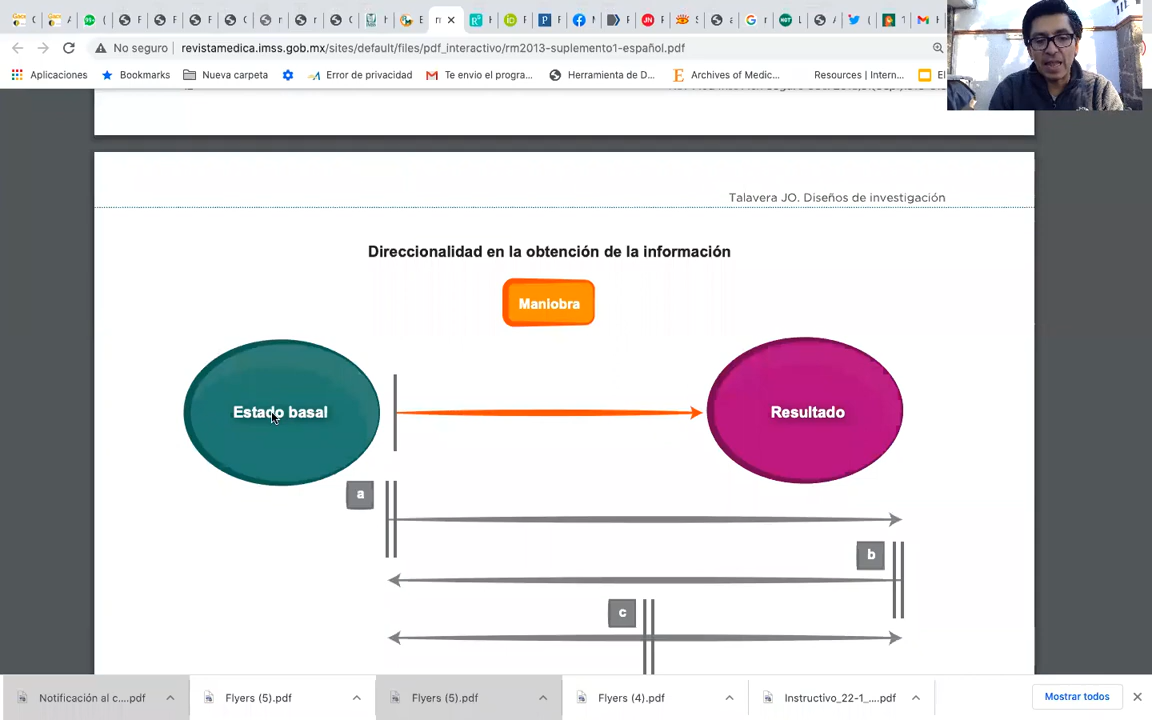 No seguro
revistamedica.imss.gob.mx/sites/default/files/pdf_interactivo/rm2013-suplemento1-español.pdf
Aplicaciones
Bookmarks
Nueva carpeta
Error de privacidad
Te envio el progra...
Herramienta de D...
Archives of Medic...
Resources | Intern...
Talavera JO. Diseños de investigación
Direccionalidad en la obtención de la información
Maniobra
Estado basal
Resultado
a
b
c
Notificación al c....pdf
Flyers (5).pdf
Flyers (5).pdf
Flyers (4).pdf
Instructivo_22-1_....pdf
Mostrar todos